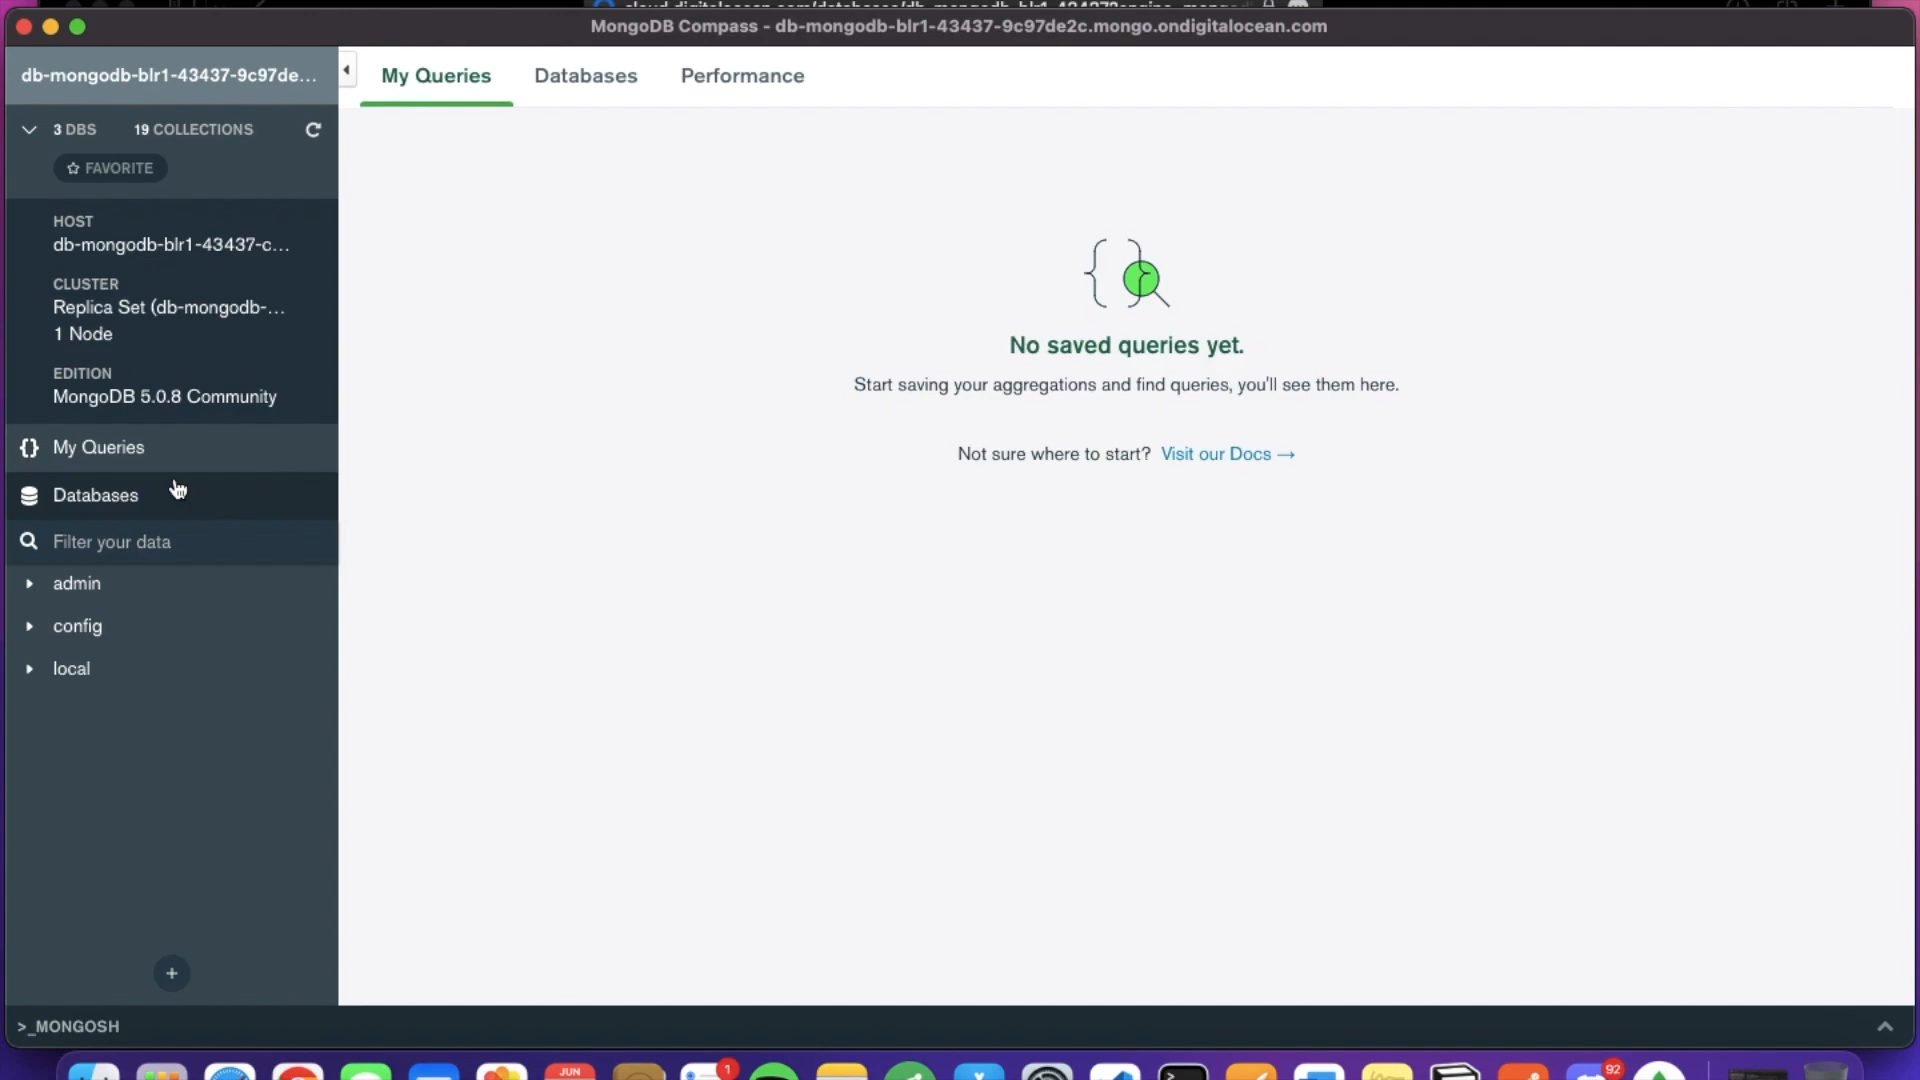 MongoDB Compass - db-mongodb-blr1-43437-9c97de2c.mongo.ondigitalocean.com
db-mongodb-blr1-43437-9c97de...
My Queries
Databases
Performance
3 DBS
19 COLLECTIONS
FAVORITE
HOST
db-mongodb-blr1-43437-c...
CLUSTER
Replica Set (db-mongodb-...
1 Node
EDITION
MongoDB 5.0.8 Community
{} My Queries
Databases
Filter your data
admin
config
local
+
No saved queries yet.
Start saving your aggregations and find queries, you'll see them here.
Not sure where to start? Visit our Docs →
>_MONGOSH
JUN
1
92